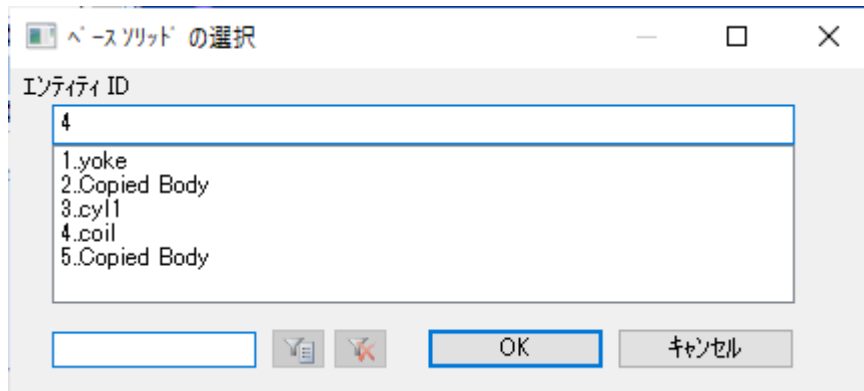 ﾍﾞｰｽｿﾘｯﾄﾞの選択
ｴﾝﾃｨﾃｨ ID
4
1..yoke
2..Copied Body
3..cyl1
4..coil
5..Copied Body
OK
ｷｬﾝｾﾙ